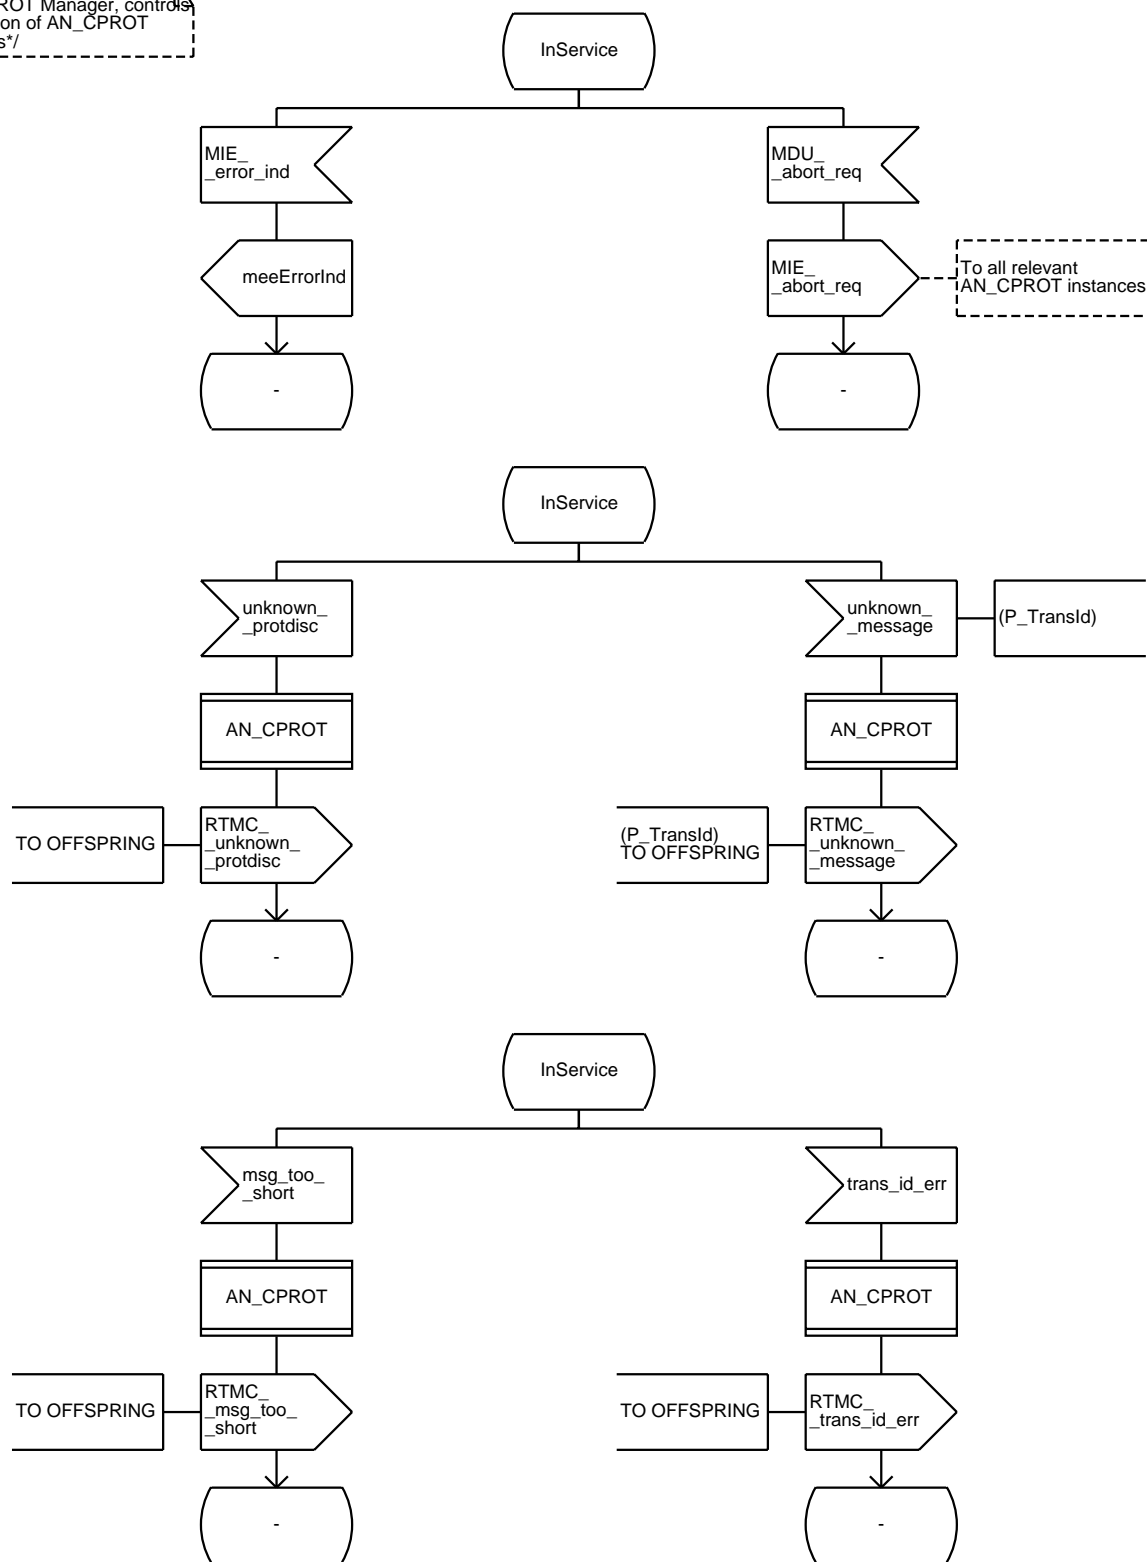 ROT Manager, controls
on of AN_CPROT
s*/
InService
MIE_
_error_ind
MDU_
_abort_req
meeErrorInd
MIE_
_abort_req
To all relevant
AN_CPROT instances
-
-
InService
unknown_
_protdisc
unknown_
_message
(P_TransId)
AN_CPROT
AN_CPROT
TO OFFSPRING
RTMC_
_unknown_
_protdisc
(P_TransId)
TO OFFSPRING
RTMC_
_unknown_
_message
-
-
InService
msg_too_
_short
trans_id_err
AN_CPROT
AN_CPROT
TO OFFSPRING
RTMC_
_msg_too_
_short
TO OFFSPRING
RTMC_
_trans_id_err
-
-